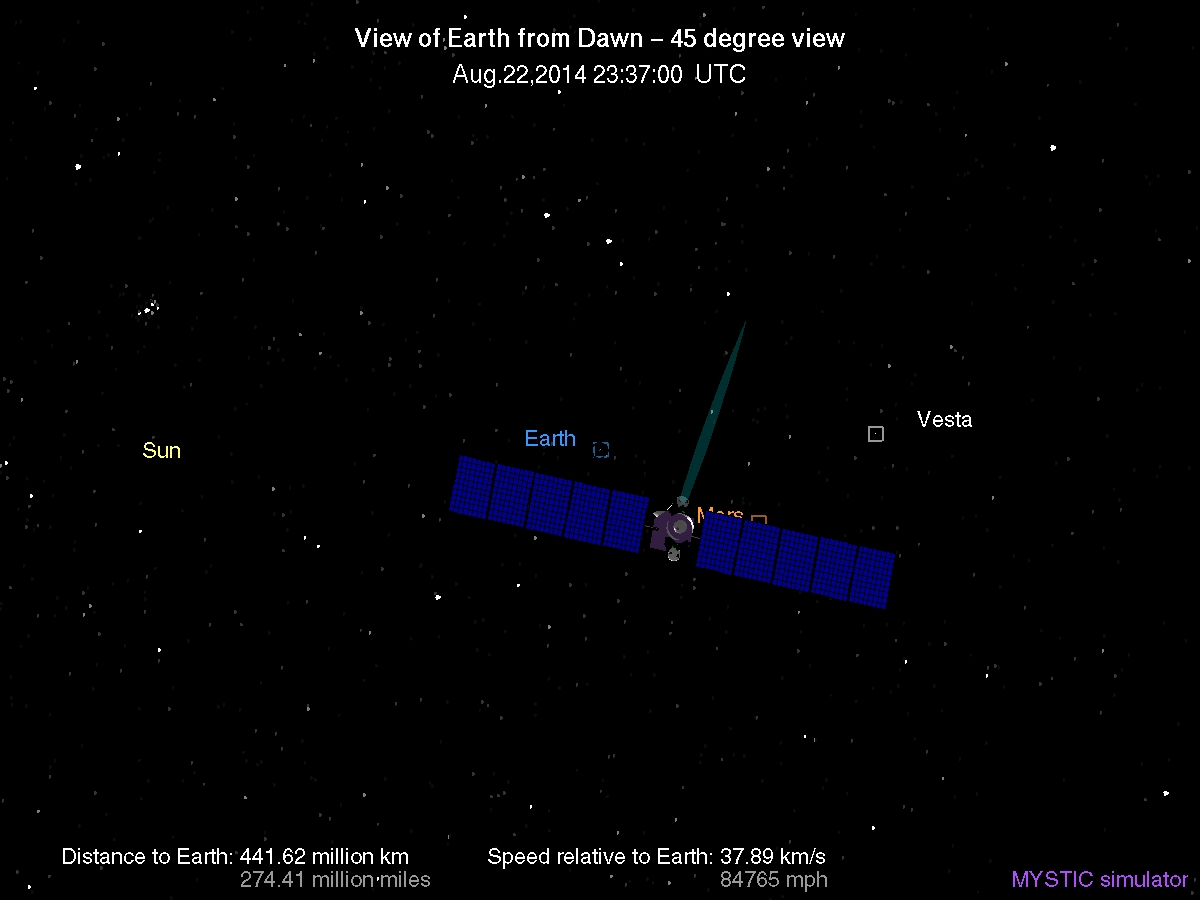 View of Earth from Dawn – 45 degree view
Aug.22,2014 23:37:00 UTC
Vesta
Earth
Sun
Mars
Distance to Earth: 441.62 million km
274.41 million miles
Speed relative to Earth: 37.89 km/s
84765 mph
MYSTIC simulator